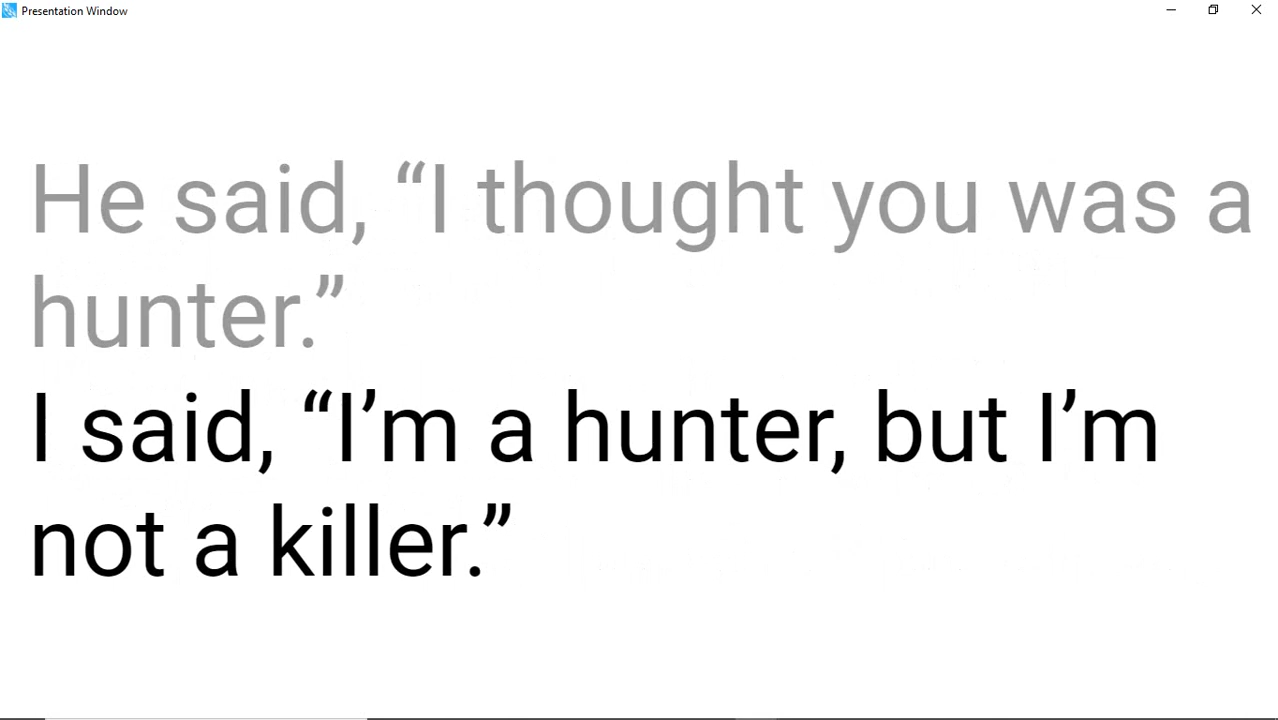 Presentation Window
He said, “I thought you was a
hunter.”
I said, “I’m a hunter, but I’m
not a killer.”